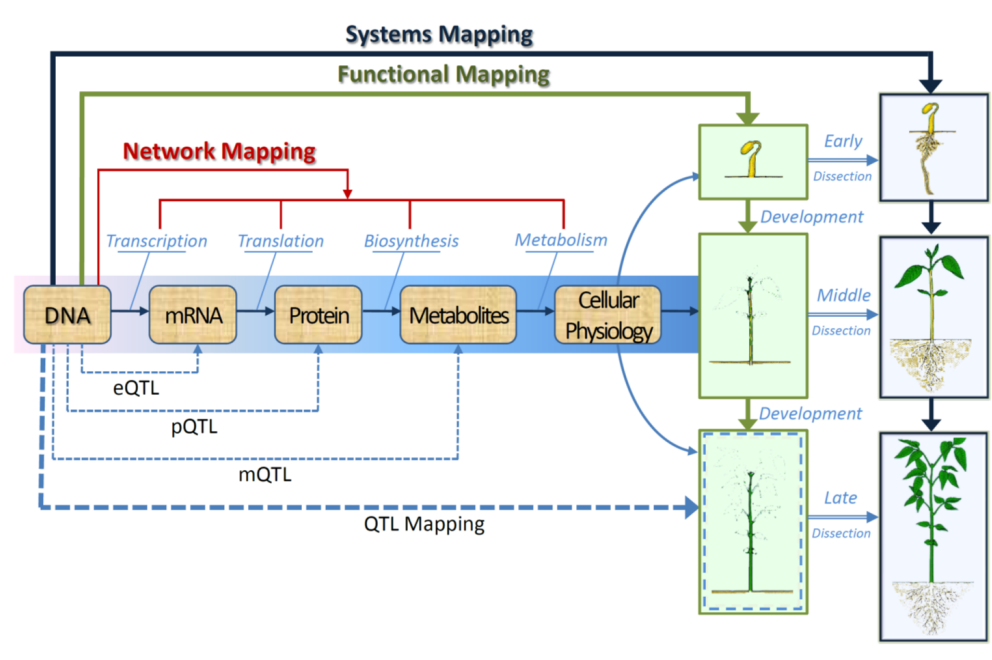 Systems Mapping
Functional Mapping
Network Mapping
Early
Dissection
Development
Transcription
Translation
Biosynthesis
Metabolism
DNA
mRNA
Protein
Metabolites
Cellular
Physiology
Middle
Dissection
eQTL
pQTL
mQTL
Development
QTL Mapping
Late
Dissection